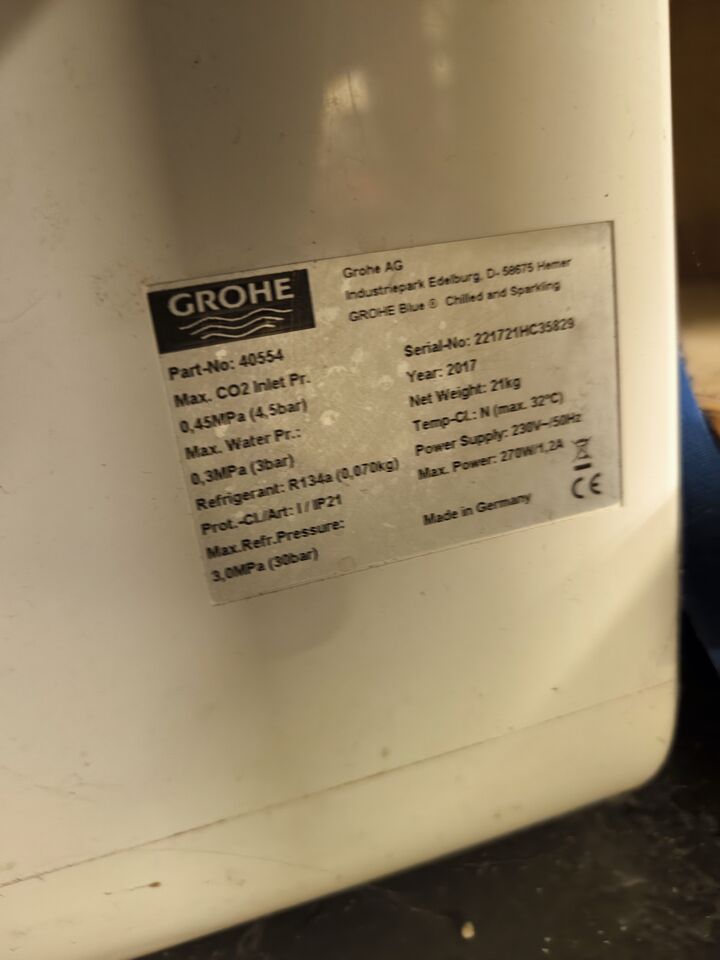 GROHE
Grohe AG
Industriepark Edelburg, D- 58675 Hemer
GROHE Blue ® Chilled and Sparkling
Part-No: 40554
Max. CO2 Inlet Pr.
0,45MPa (4,5bar)
Max. Water Pr.:
0,3MPa (3bar)
Refrigerant: R134a (0,070kg)
Prot.-CL/Art: I / IP21
Max.Refr.Pressure:
3,0MPa (30bar)
Serial-No: 221721HC35829
Year: 2017
Net Weight: 21kg
Temp-CL: N (max. 32°C)
Power Supply: 230V~/50Hz
Max. Power: 270W/1,2A
Made in Germany
CE